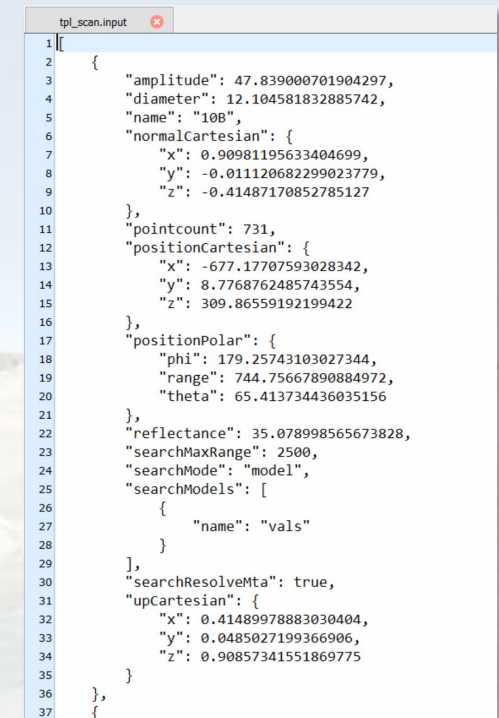 tpl_scan.input
1 [
2 {
3 "amplitude": 47.839000701904297,
4 "diameter": 12.104581832885742,
5 "name": "10B",
6 "normalCartesian": {
7 "x": 0.90981195633404699,
8 "y": -0.011120682299023779,
9 "z": -0.41487170852785127
10 },
11 "pointcount": 731,
12 "positionCartesian": {
13 "x": -677.17707593028342,
14 "y": 8.7768762485743554,
15 "z": 309.86559192199422
16 },
17 "positionPolar": {
18 "phi": 179.25743103027344,
19 "range": 744.75667890884972,
20 "theta": 65.413734436035156
21 },
22 "reflectance": 35.078998565673828,
23 "searchMaxRange": 2500,
24 "searchMode": "model",
25 "searchModels": [
26 {
27 "name": "vals"
28 }
29 ],
30 "searchResolveMta": true,
31 "upCartesian": {
32 "x": 0.41489978883030404,
33 "y": 0.0485027199366906,
34 "z": 0.90857341551869775
35 }
36 },
37 {